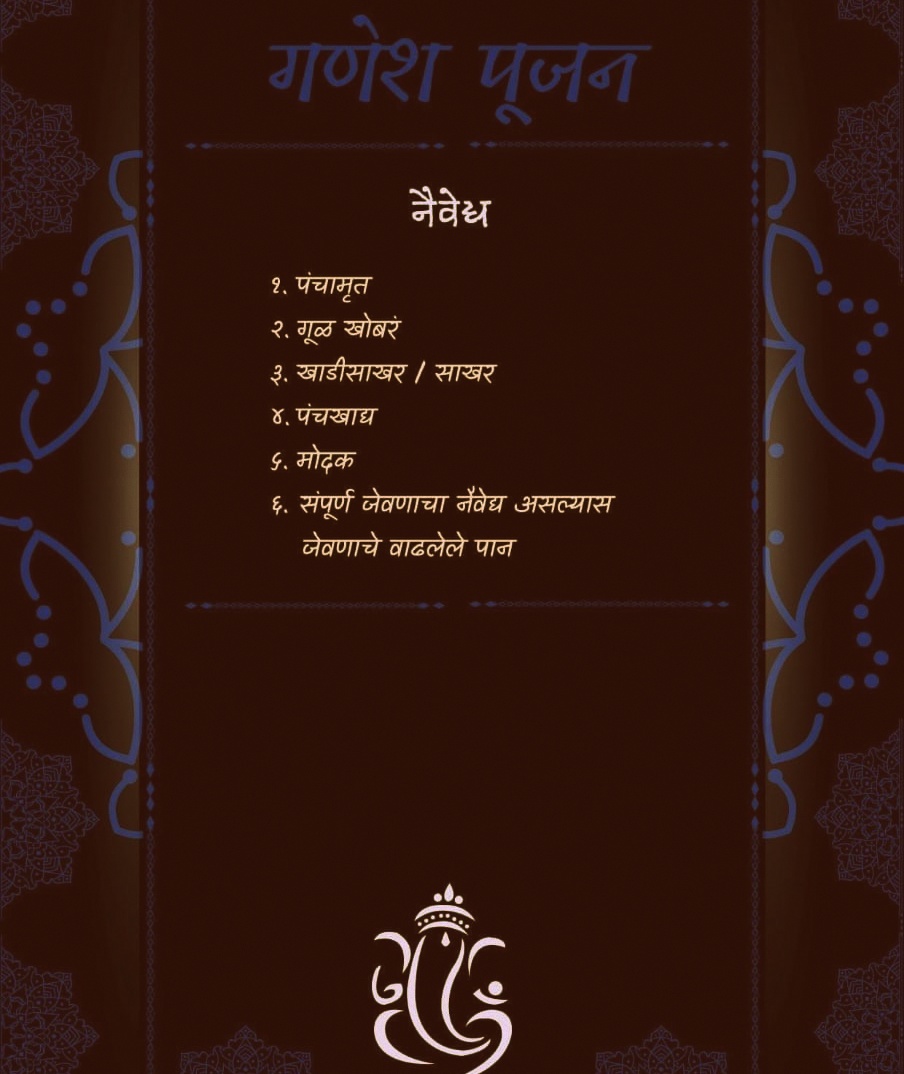 गणेश पूजन
नैवेद्य
१. पंचामृत
२. गूळ खोबरं
३. खाडीसाखर / साखर
४. पंचखाद्य
५. मोदक
६. संपूर्ण जेवणाचा नैवेद्य असल्यास
जेवणाचे वाढलेले पान